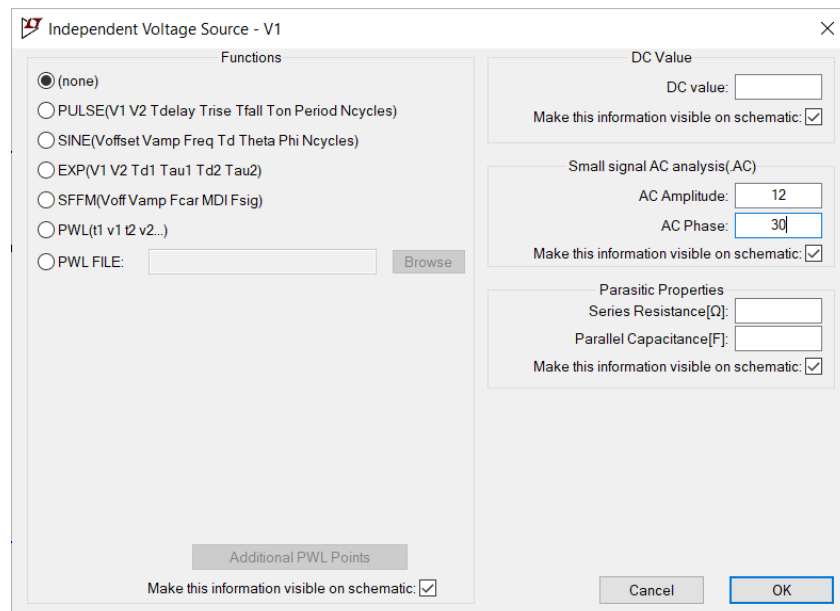 Independent Voltage Source - V1
Functions
(none)
PULSE(V1 V2 Tdelay Trise Tfall Ton Period Ncycles)
SINE(Voffset Vamp Freq Td Theta Phi Ncycles)
EXP(V1 V2 Td1 Tau1 Td2 Tau2)
SFFM(Voff Vamp Fcar MDI Fsig)
PWL(t1 v1 t2 v2...)
PWL FILE: Browse
Additional PWL Points
Make this information visible on schematic:
DC Value
DC value:
Make this information visible on schematic:
Small signal AC analysis(.AC)
AC Amplitude: 12
AC Phase: 30
Make this information visible on schematic:
Parasitic Properties
Series Resistance[Ω]:
Parallel Capacitance[F]:
Make this information visible on schematic:
Cancel OK